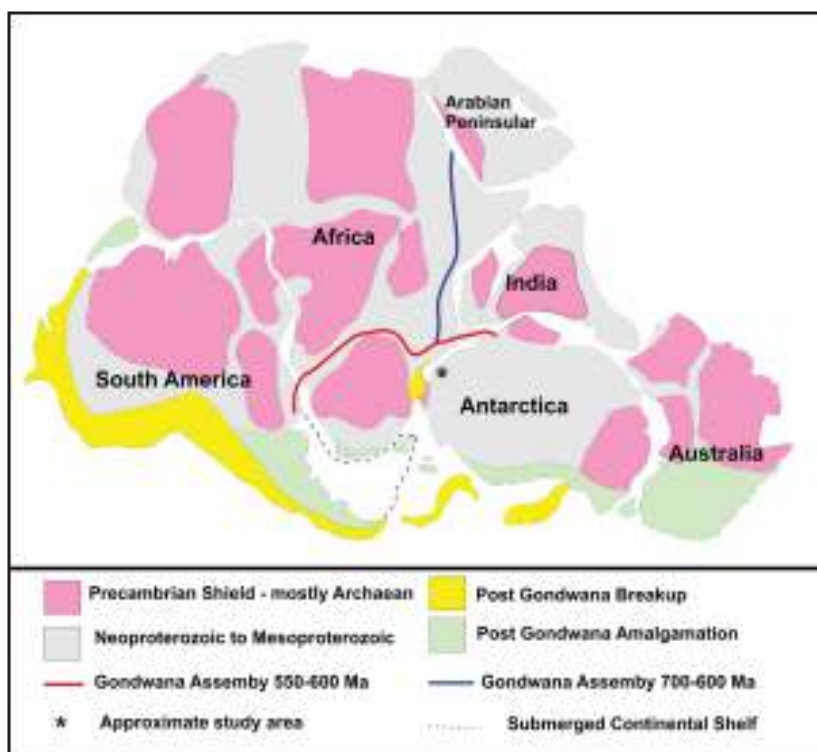 Arabian
Peninsular
Africa
India
South America
Antarctica
Australia
Precambrian Shield - mostly Archaean
Post Gondwana Breakup
Neoproterozoic to Mesoproterozoic
Post Gondwana Amalgamation
Gondwana Assemby 550-600 Ma
Gondwana Assemby 700-600 Ma
* Approximate study area
Submerged Continental Shelf